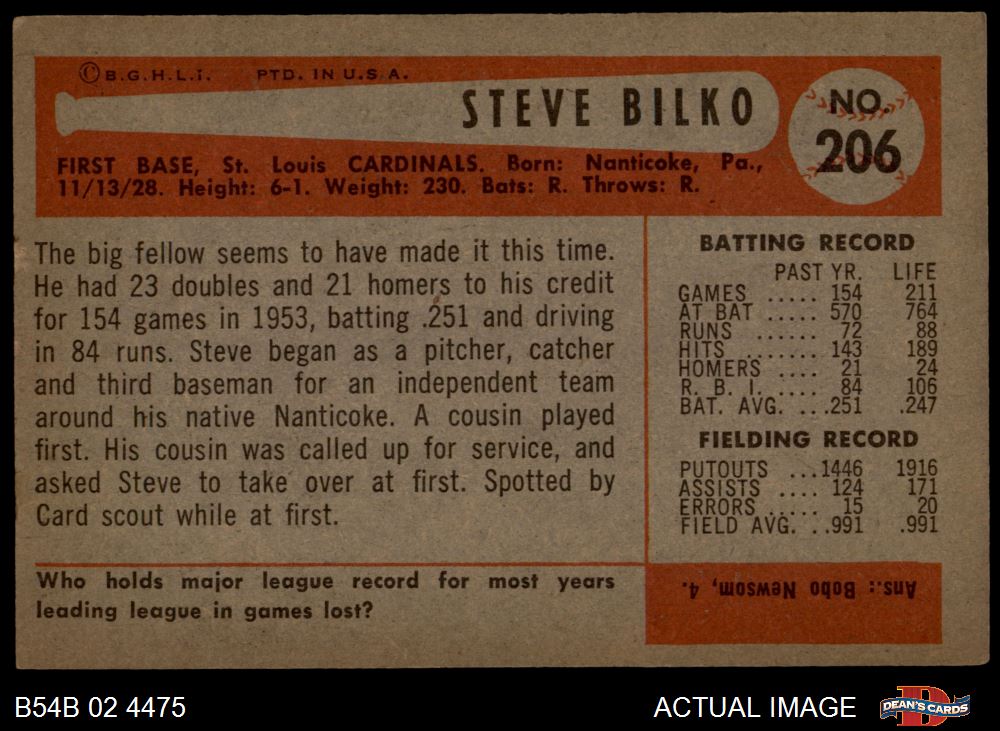 ©B.G.H.L.I. PTD. IN U.S.A.
STEVE BILKO
NO.
206
FIRST BASE, St. Louis CARDINALS. Born: Nanticoke, Pa.,
11/13/28. Height: 6-1. Weight: 230. Bats: R. Throws: R.
The big fellow seems to have made it this time.
He had 23 doubles and 21 homers to his credit
for 154 games in 1953, batting .251 and driving
in 84 runs. Steve began as a pitcher, catcher
and third baseman for an independent team
around his native Nanticoke. A cousin played
first. His cousin was called up for service, and
asked Steve to take over at first. Spotted by
Card scout while at first.
Who holds major league record for most years
leading league in games lost?
BATTING RECORD
PAST YR. LIFE
GAMES ..... 154 211
AT BAT ..... 570 764
RUNS ..... 72 88
HITS ....... 143 189
HOMERS .... 21 24
R. B. I. .... 84 106
BAT. AVG. ...251 .247
FIELDING RECORD
PUTOUTS ...1446 1916
ASSISTS .... 124 171
ERRORS ..... 15 20
FIELD AVG. ..991 .991
Ans.: Bobo Newsom, 4.
B54B 02 4475
ACTUAL IMAGE
D
DEAN'S CARDS